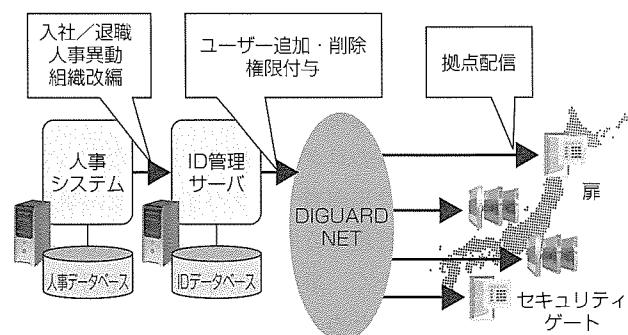 入社／退職
人事異動
組織改編
ユーザー追加・削除
権限付与
拠点配信
人事
システム
ID管理
サーバ
DIGUARD
NET
扉
人事データベース
IDデータベース
セキュリティ
ゲート